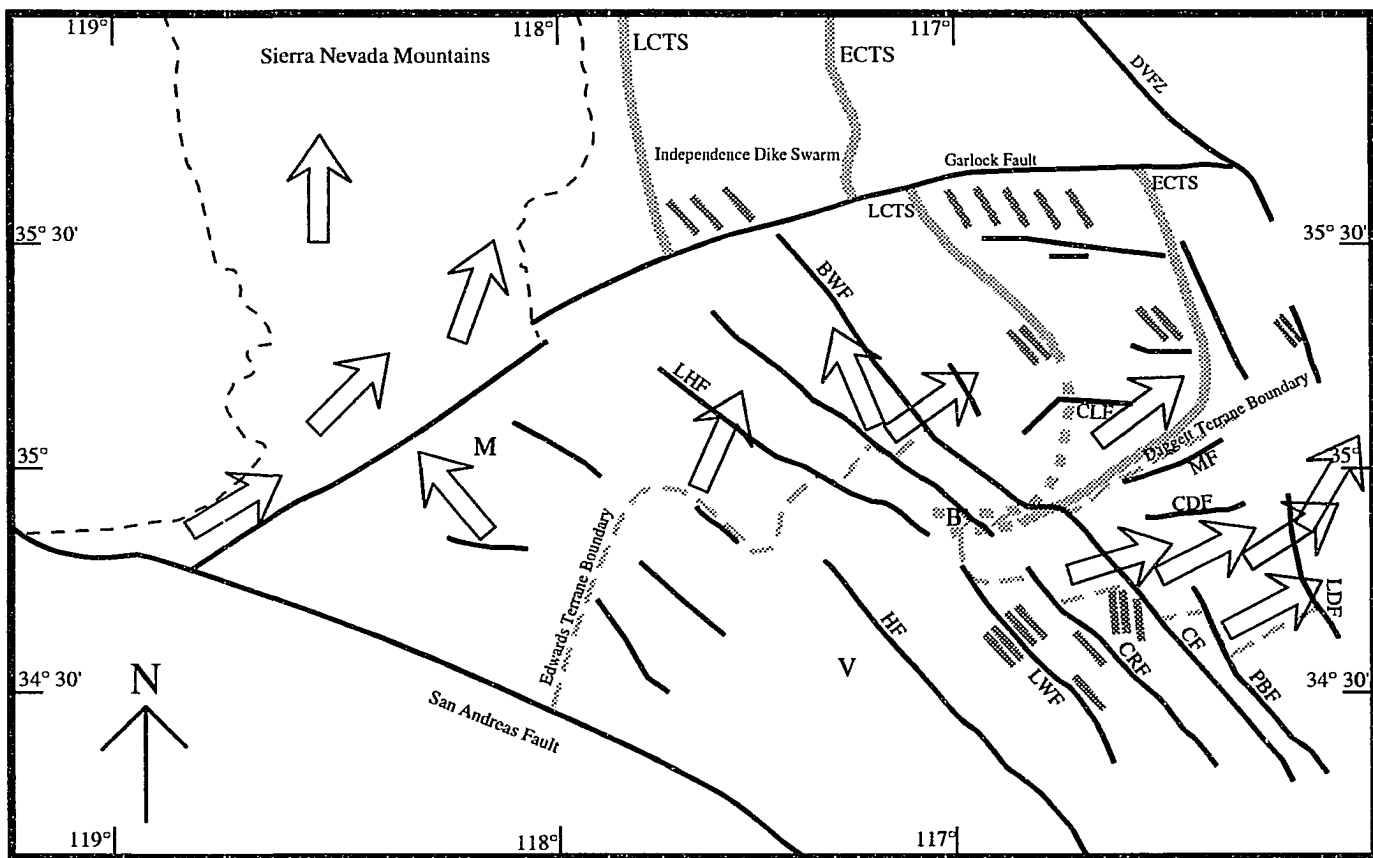 119°
118°
117°
Sierra Nevada Mountains
LCTS
ECTS
DVFZ
Independence Dike Swarm
Garlock Fault
ECTS
LCTS
35° 30'
35° 30'
BWF
LHF
CLF
Daggett Terrane Boundary
M
MF
35°
35°
CDF
B
Edwards Terrane Boundary
LDF
HF
V
LWF
CRF
CF
PBF
N
34° 30'
34° 30'
San Andreas Fault
119°
118°
117°